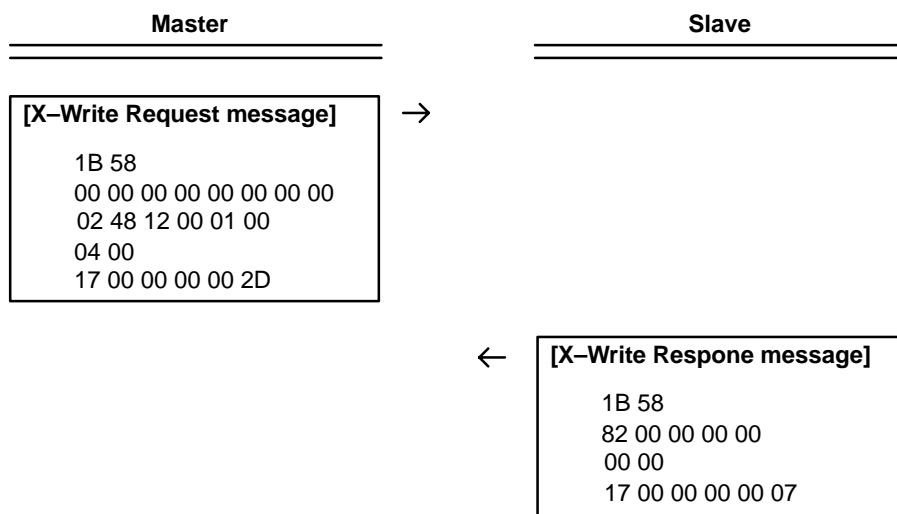 Master
Slave
[X–Write Request message]
1B 58
00 00 00 00 00 00 00 00
02 48 12 00 01 00
04 00
17 00 00 00 00 2D
[X–Write Respone message]
1B 58
82 00 00 00 00
00 00
17 00 00 00 00 07